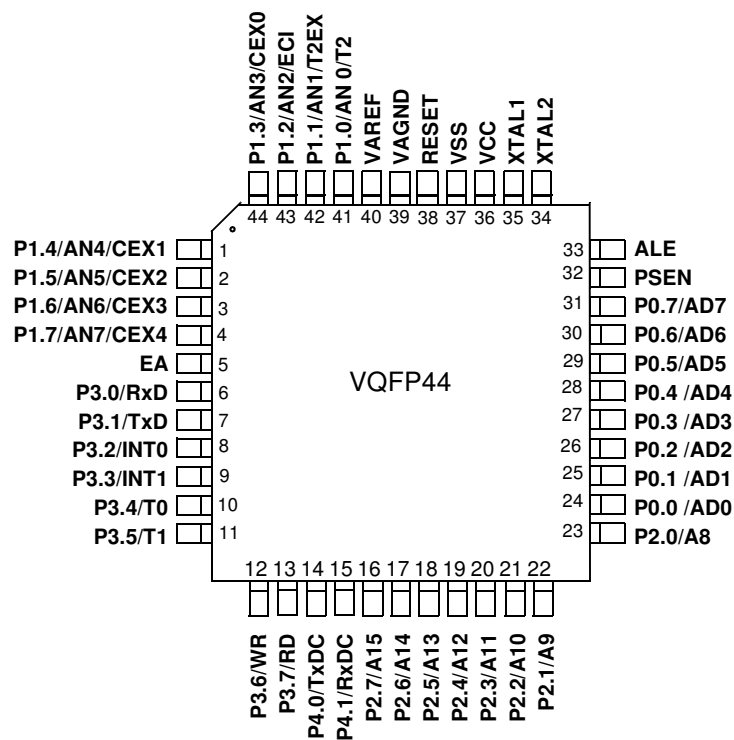 P1.3/AN3/CEX0
P1.2/AN2/ECI
P1.1/AN1/T2EX
P1.0/AN 0/T2
VAREF
VAGND
RESET
VSS
VCC
XTAL1
XTAL2
44 43 42 41 40 39 38 37 36 35 34
P1.4/AN4/CEX1 1
P1.5/AN5/CEX2 2
P1.6/AN6/CEX3 3
P1.7/AN7/CEX4 4
EA 5
P3.0/RxD 6
P3.1/TxD 7
P3.2/INT0 8
P3.3/INT1 9
P3.4/T0 10
P3.5/T1 11
VQFP44
33 ALE
32 PSEN
31 P0.7/AD7
30 P0.6/AD6
29 P0.5/AD5
28 P0.4 /AD4
27 P0.3 /AD3
26 P0.2 /AD2
25 P0.1 /AD1
24 P0.0 /AD0
23 P2.0/A8
12 13 14 15 16 17 18 19 20 21 22
P3.6/WR
P3.7/RD
P4.0/TxDC
P4.1/RxDC
P2.7/A15
P2.6/A14
P2.5/A13
P2.4/A12
P2.3/A11
P2.2/A10
P2.1/A9